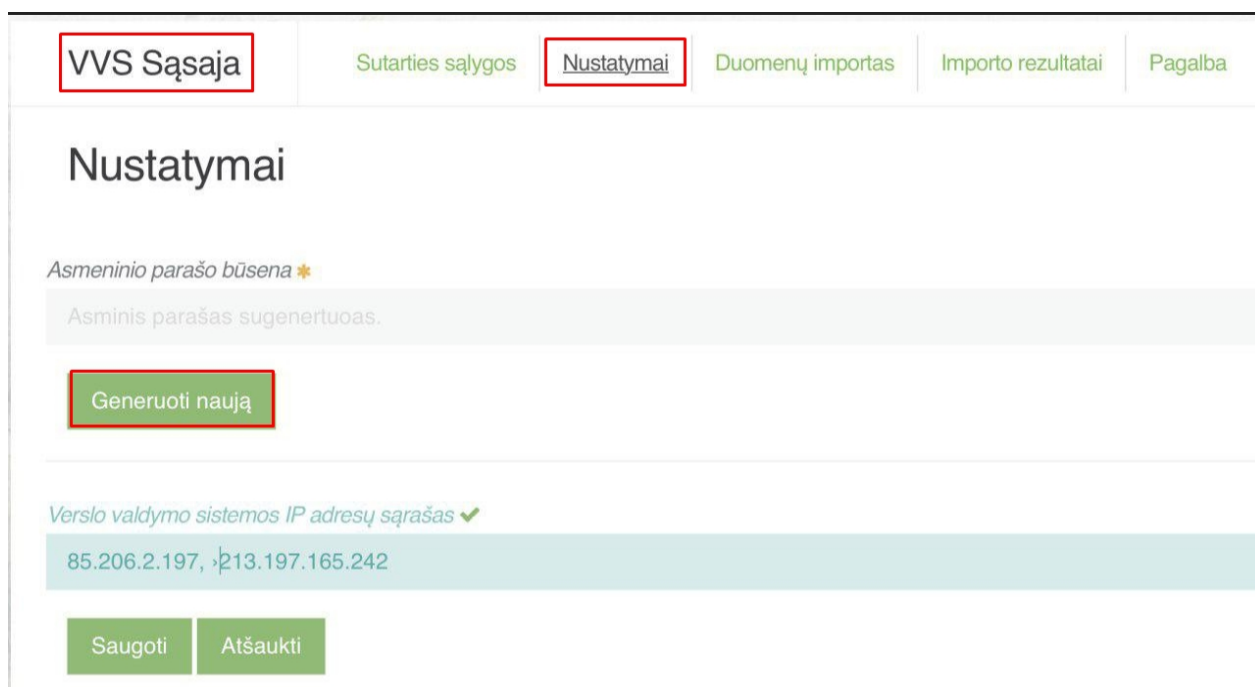 VVS Sąsaja
Sutarties sąlygos Nustatymai Duomenų importas Importo rezultatai Pagalba
Nustatymai
Asmeninio parašo būsena *
Asminis parašas sugenertuoas.
Generuoti naują
Verslo valdymo sistemos IP adresų sąrašas ✔
85.206.2.197, ›213.197.165.242
Saugoti Atšaukti